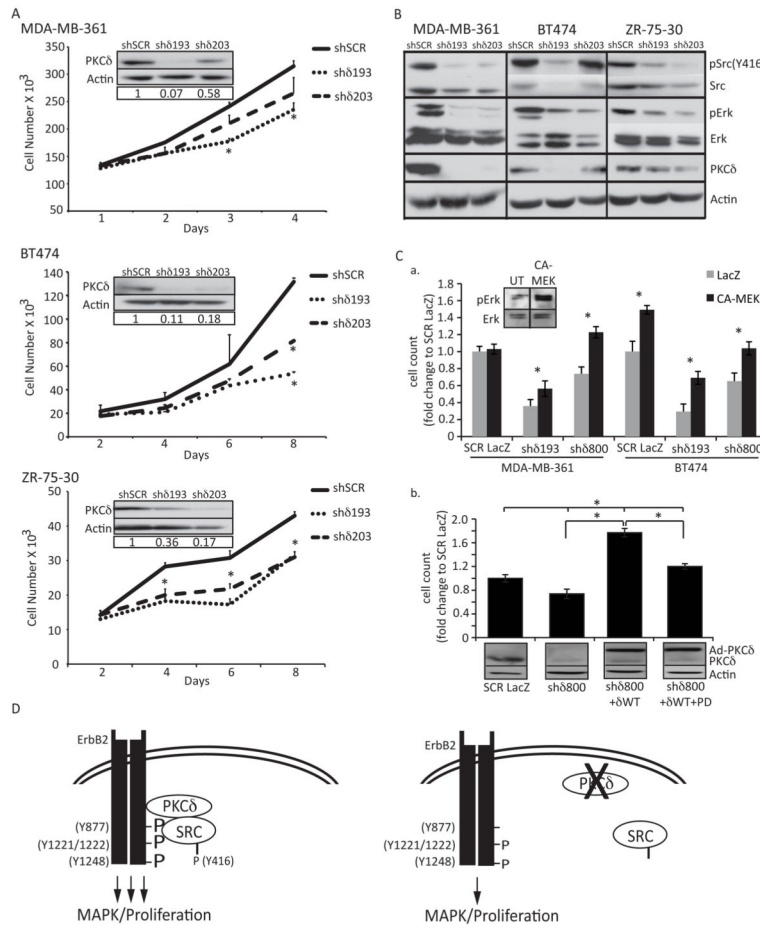 A
MDA-MB-361
shSCR shδ193 shδ203
PKCδ
Actin
1 0.07 0.58
shSCR
shδ193
shδ203
Cell Number X 10³
350
300
250
200
150
100
50
*
*
1 2 3 4
Days
BT474
shSCR shδ193 shδ203
PKCδ
Actin
1 0.11 0.18
shSCR
shδ193
shδ203
Cell Number X 10³
140
120
100
80
60
40
20
0
*
*
2 4 6 8
Days
ZR-75-30
shSCR shδ193 shδ203
PKCδ
Actin
1 0.36 0.17
shSCR
shδ193
shδ203
Cell Number X 10³
50
40
30
20
10
0
*
*
*
2 4 6 8
Days
B
MDA-MB-361 BT474 ZR-75-30
shSCR shδ193 shδ203 shSCR shδ193 shδ203 shSCR shδ193 shδ203
pSrc(Y416
Src
pErk
Erk
PKCδ
Actin
C
a.
UT CA-MEK
pErk
Erk
LacZ
CA-MEK
cell count
(fold change to SCR LacZ)
1.8
1.6
1.4
1.2
1.0
0.8
0.6
0.4
0.2
0
* * * * *
SCR LacZ shδ193 shδ800 SCR LacZ shδ193 shδ800
MDA-MB-361 BT474
b.
*
* *
cell count
(fold change to SCR LacZ)
2.0
1.6
1.2
0.8
0.4
0
Ad-PKCδ
PKCδ
Actin
SCR LacZ shδ800 shδ800 shδ800
+δWT +δWT+PD
D
ErbB2
PKCδ
SRC
(Y877) P
(Y1221/1222) P
(Y1248) P
P (Y416)
MAPK/Proliferation
ErbB2
PKCδ
SRC
(Y877)
(Y1221/1222) P
(Y1248) P
MAPK/Proliferation